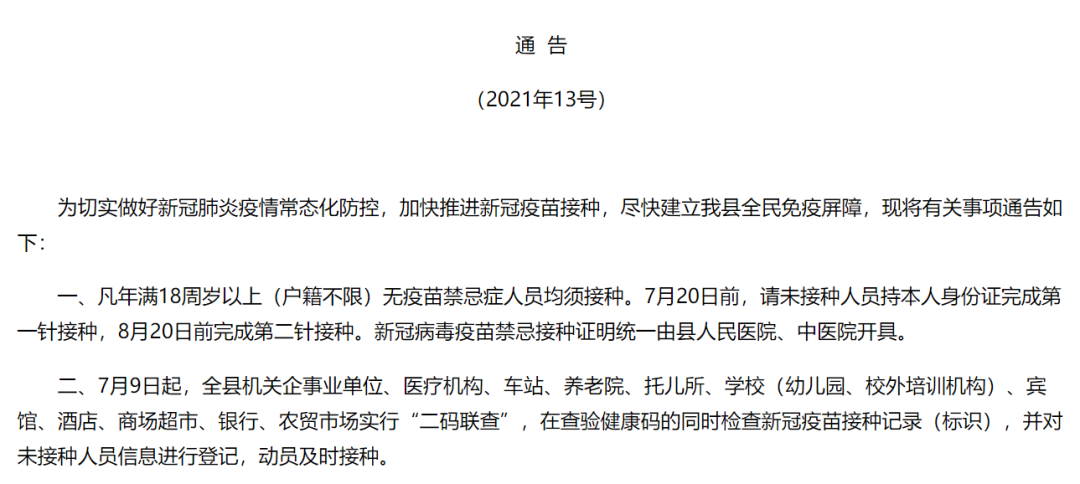 通 告
（2021年13号）
为切实做好新冠肺炎疫情常态化防控，加快推进新冠疫苗接种，尽快建立我县全民免疫屏障，现将有关事项通告如
下：
一、凡年满18周岁以上（户籍不限）无疫苗禁忌症人员均须接种。7月20日前，请未接种人员持本人身份证完成第
一针接种，8月20日前完成第二针接种。新冠病毒疫苗禁忌接种证明统一由县人民医院、中医院开具。
二、7月9日起，全县机关企事业单位、医疗机构、车站、养老院、托儿所、学校（幼儿园、校外培训机构）、宾
馆、酒店、商场超市、银行、农贸市场实行“二码联查”，在查验健康码的同时检查新冠疫苗接种记录（标识），并对
未接种人员信息进行登记，动员及时接种。